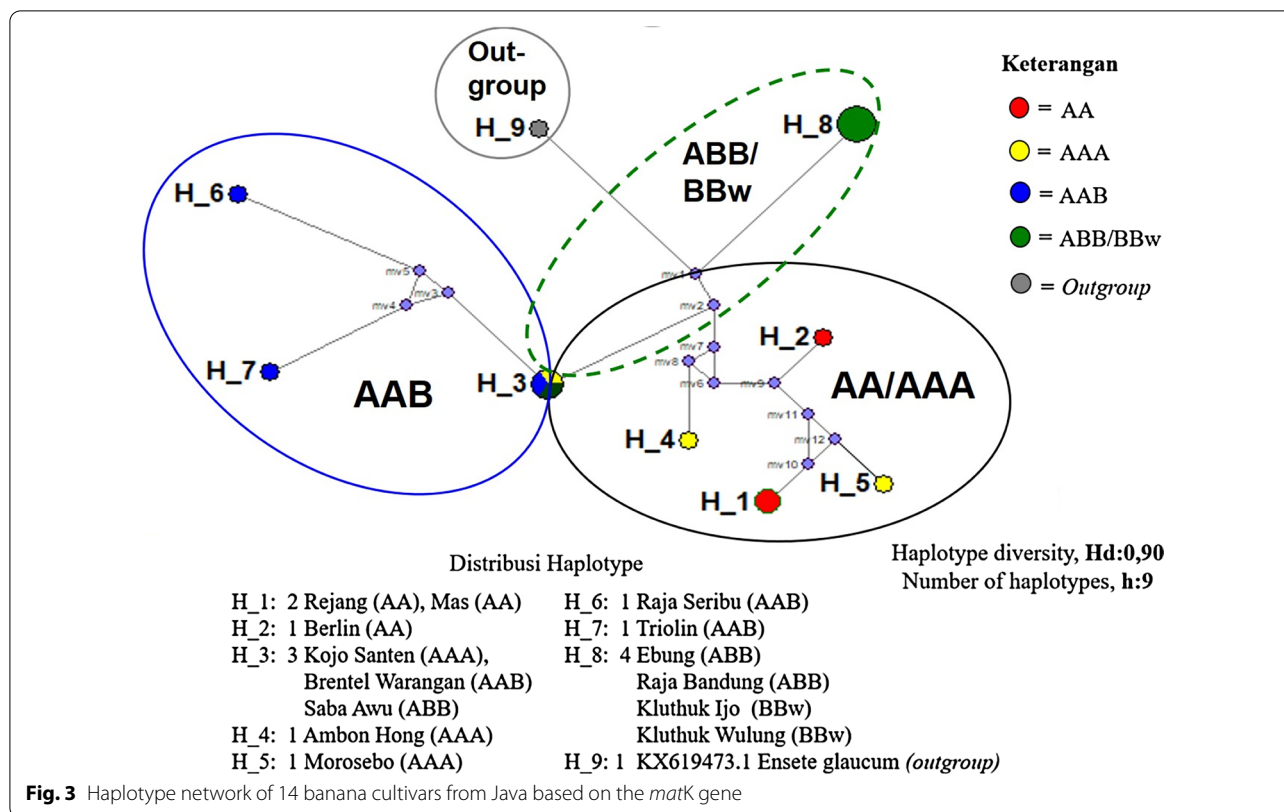 Out-
group
H_9
H_8
ABB/
BBw
H_6
mv5
mv4
mv3
H_7
AAB
H_3
mv1
mv2
mv7
mv8
mv6
mv9
H_2
AA/AAA
mv11
mv12
mv10
H_4
H_5
H_1
Keterangan
= AA
= AAA
= AAB
= ABB/BBw
= Outgroup
Haplotype diversity, Hd:0,90
Number of haplotypes, h:9
Distribusi Haplotype
H_1: 2 Rejang (AA), Mas (AA)
H_2: 1 Berlin (AA)
H_3: 3 Kojo Santen (AAA),
Brentel Warangan (AAB)
Saba Awu (ABB)
H_4: 1 Ambon Hong (AAA)
H_5: 1 Morosebo (AAA)
H_6: 1 Raja Seribu (AAB)
H_7: 1 Triolin (AAB)
H_8: 4 Ebung (ABB)
Raja Bandung (ABB)
Kluthuk Ijo (BBw)
Kluthuk Wulung (BBw)
H_9: 1 KX619473.1 Ensete glaucum (outgroup)
Fig. 3 Haplotype network of 14 banana cultivars from Java based on the matK gene